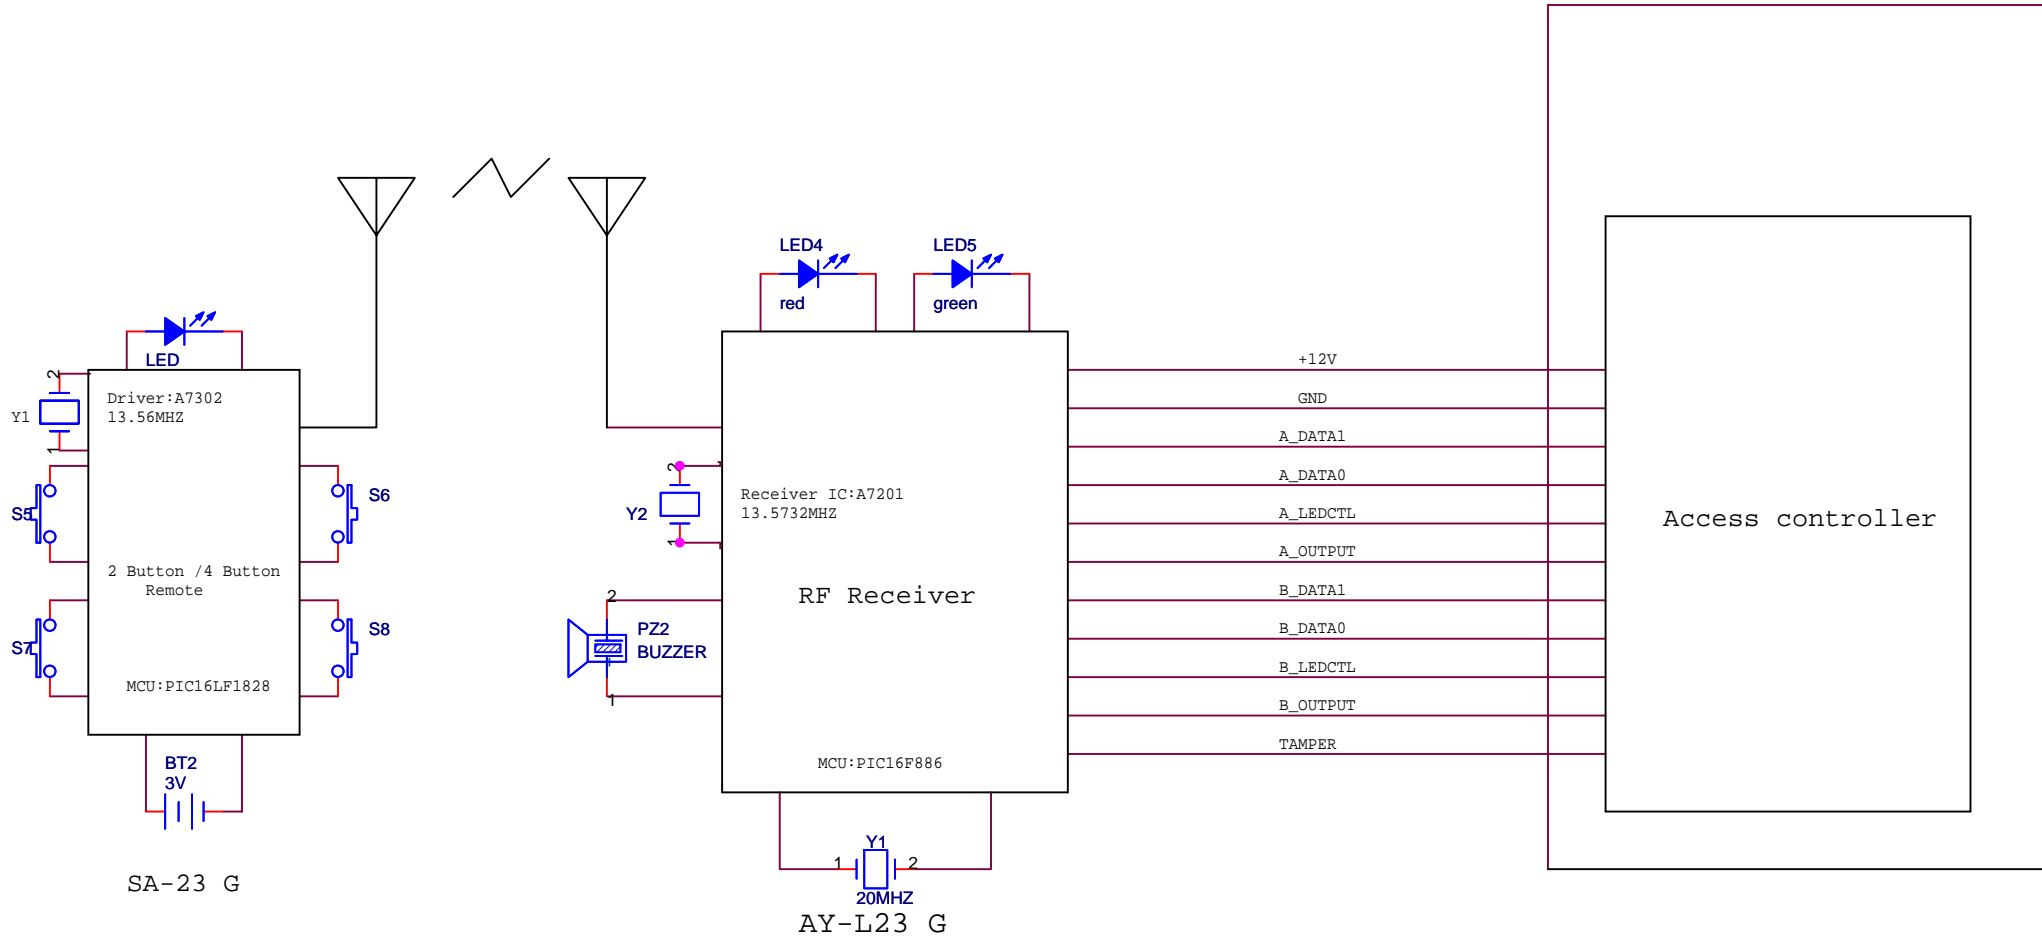 LED
2
Y1
1
Driver:A7302
13.56MHZ
S5
S6
2 Button /4 Button
Remote
S7
S8
MCU:PIC16LF1828
BT2
3V
SA-23 G
LED4
red
LED5
green
2
Y2
1
Receiver IC:A7201
13.5732MHZ
RF Receiver
2
PZ2
BUZZER
1
MCU:PIC16F886
Y1
1
2
20MHZ
AY-L23 G
+12V
GND
A_DATA1
A_DATA0
A_LEDCTL
A_OUTPUT
B_DATA1
B_DATA0
B_LEDCTL
B_OUTPUT
TAMPER
Access controller